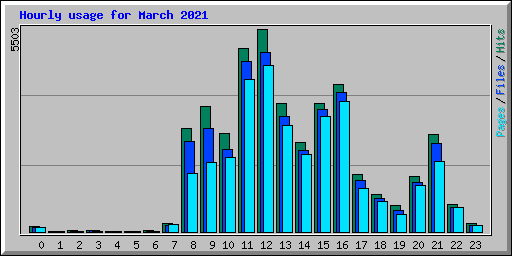 Hourly usage for March 2021
5503
Pages / Files / Hits
0 1 2 3 4 5 6 7 8 9 10 11 12 13 14 15 16 17 18 19 20 21 22 23